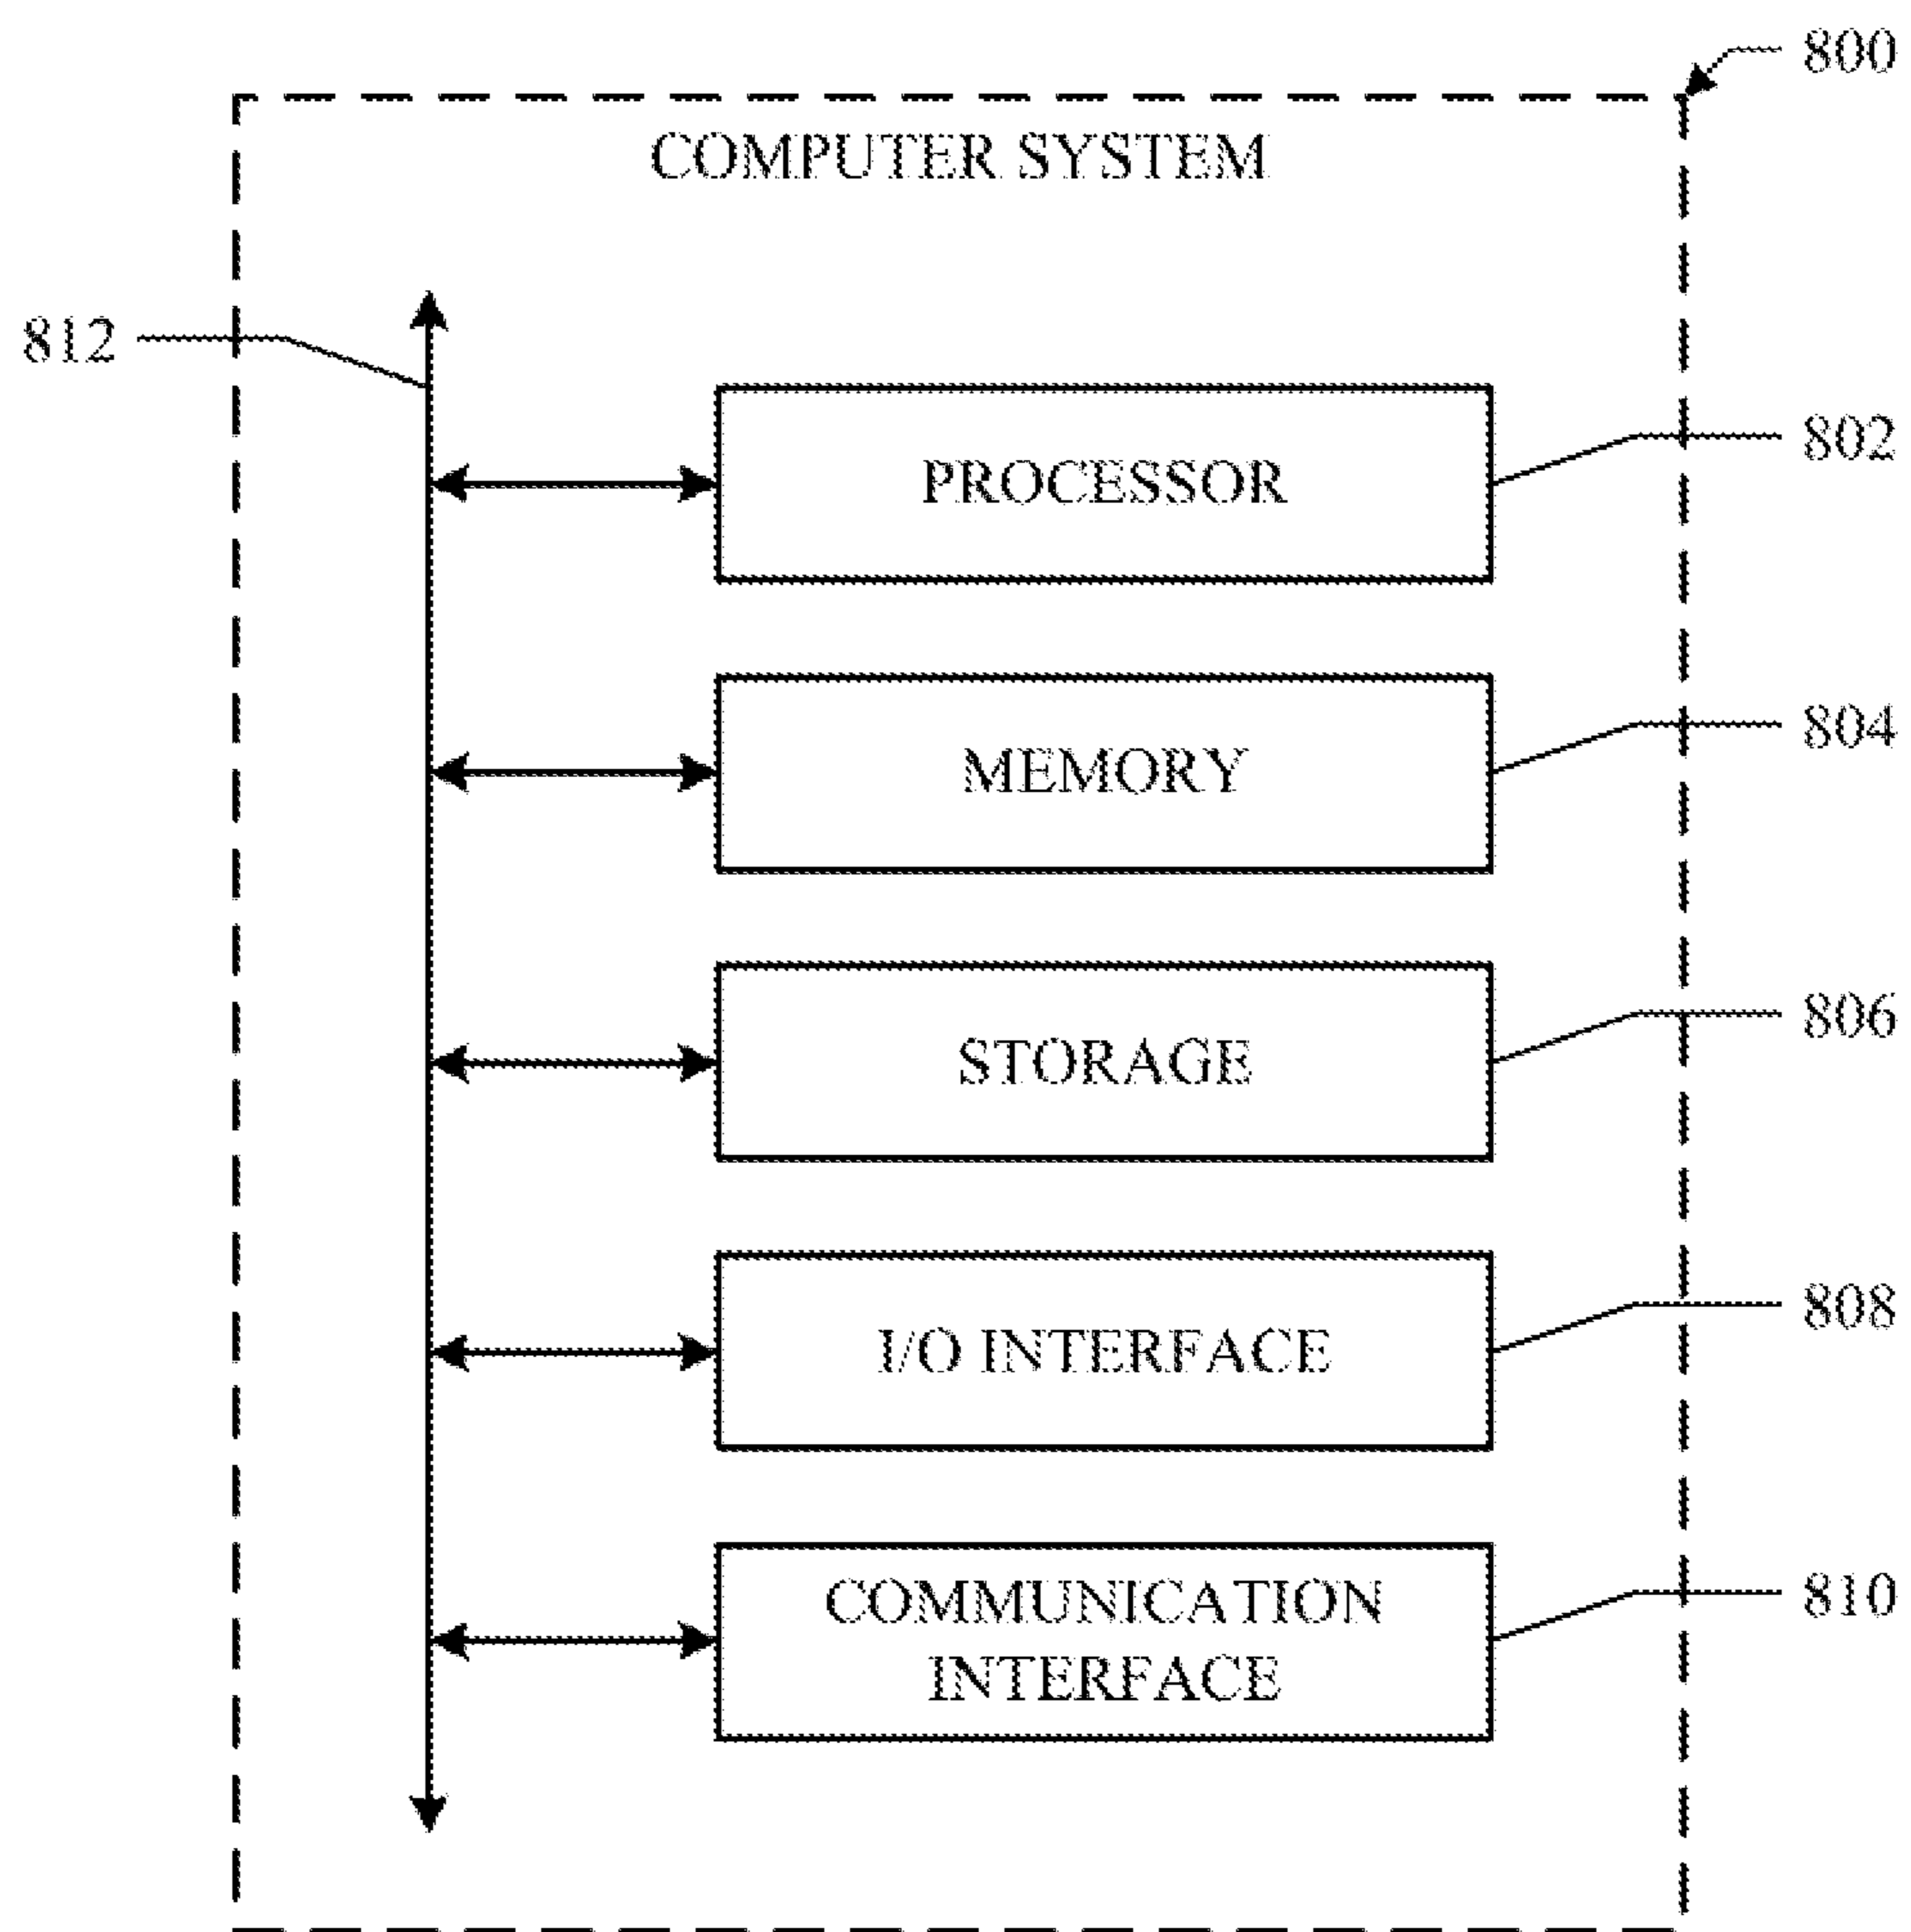 800
COMPUTER SYSTEM
812
802
PROCESSOR
804
MEMORY
806
STORAGE
808
I/O INTERFACE
810
COMMUNICATION
INTERFACE